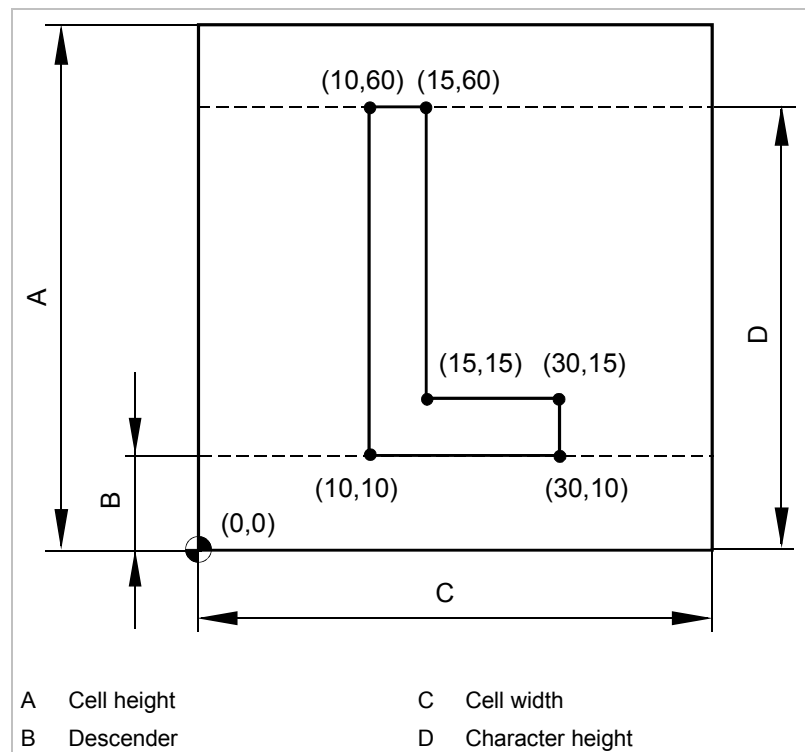 (10,60) (15,60)
A
D
(15,15) (30,15)
B
(10,10) (30,10)
(0,0)
C
A Cell height C Cell width
B Descender D Character height